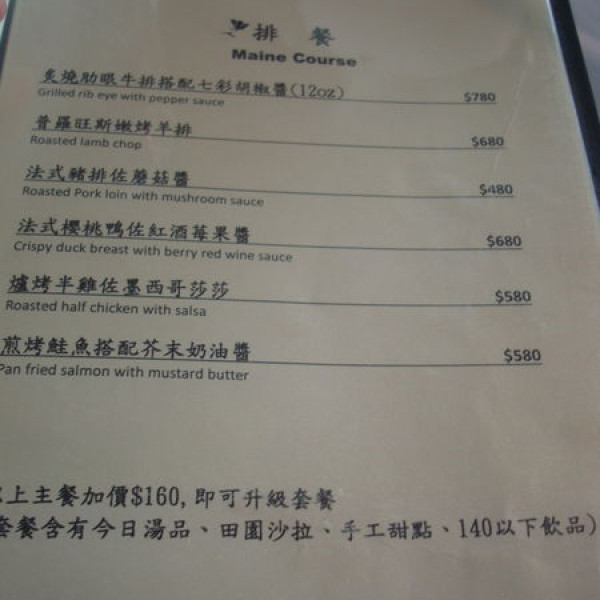 排 餐
Maine Course
炙燒肋眼牛排搭配七彩胡椒醬(12oz) $780
Grilled rib eye with pepper sauce
普羅旺斯嫩烤羊排 $680
Roasted lamb chop
法式豬排佐蘑菇醬 $480
Roasted Pork loin with mushroom sauce
法式櫻桃鴨佐紅酒莓果醬 $680
Crispy duck breast with berry red wine sauce
爐烤半雞佐墨西哥莎莎 $580
Roasted half chicken with salsa
煎烤鮭魚搭配芥末奶油醬 $580
Pan fried salmon with mustard butter
以上主餐加價$160,即可升級套餐
套餐含有今日湯品、田園沙拉、手工甜點、140以下飲品)